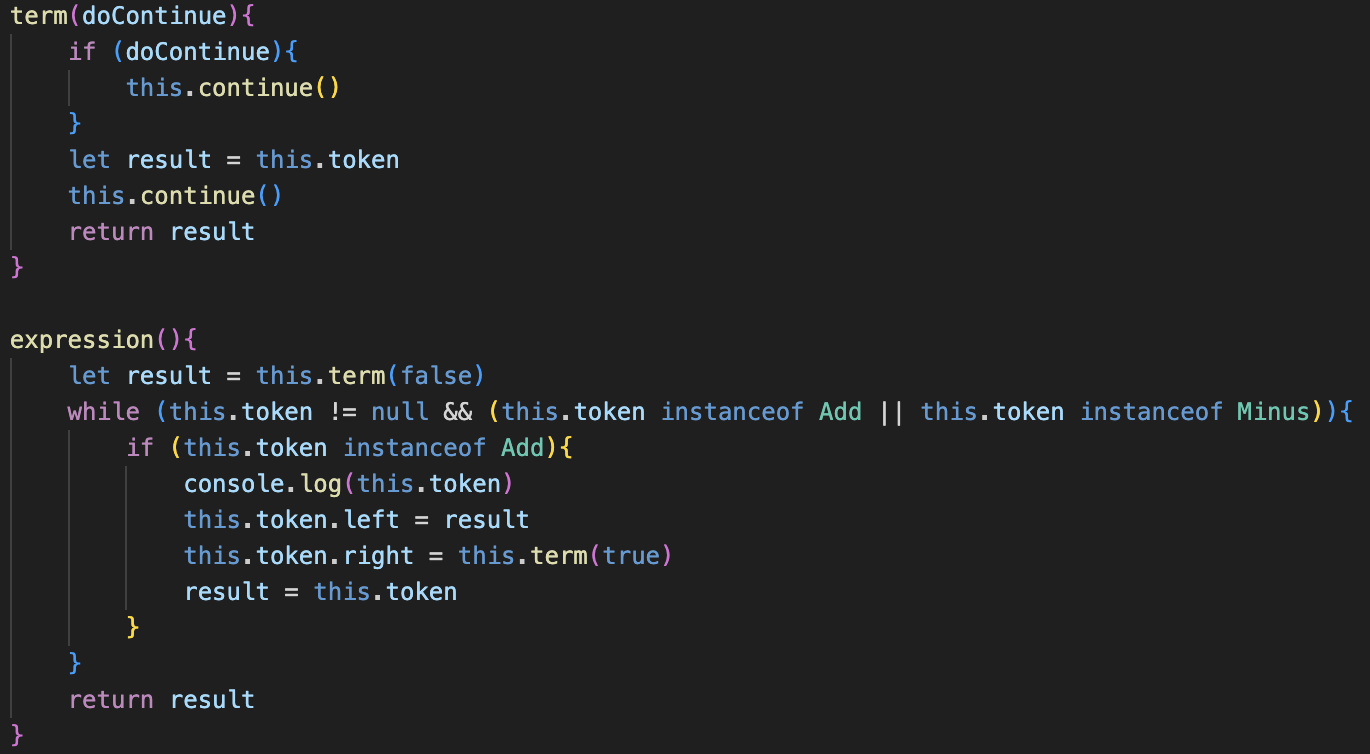 term(doContinue){
    if (doContinue){
        this.continue()
    }
    let result = this.token
    this.continue()
    return result
}

expression(){
    let result = this.term(false)
    while (this.token != null && (this.token instanceof Add || this.token instanceof Minus)){
        if (this.token instanceof Add){
            console.log(this.token)
            this.token.left = result
            this.token.right = this.term(true)
            result = this.token
        }
    }
    return result
}